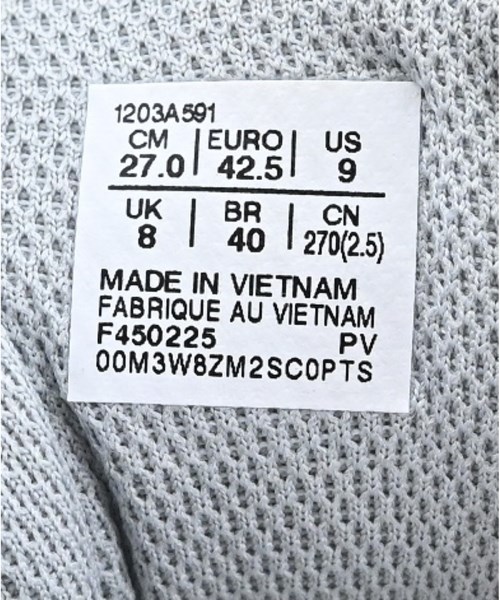 1203A591
CM | EURO | US
27.0 | 42.5 | 9
UK | BR | CN
8 | 40 | 270(2.5)
MADE IN VIETNAM
FABRIQUE AU VIETNAM
F450225 PV
00M3W8ZM2SC0PTS